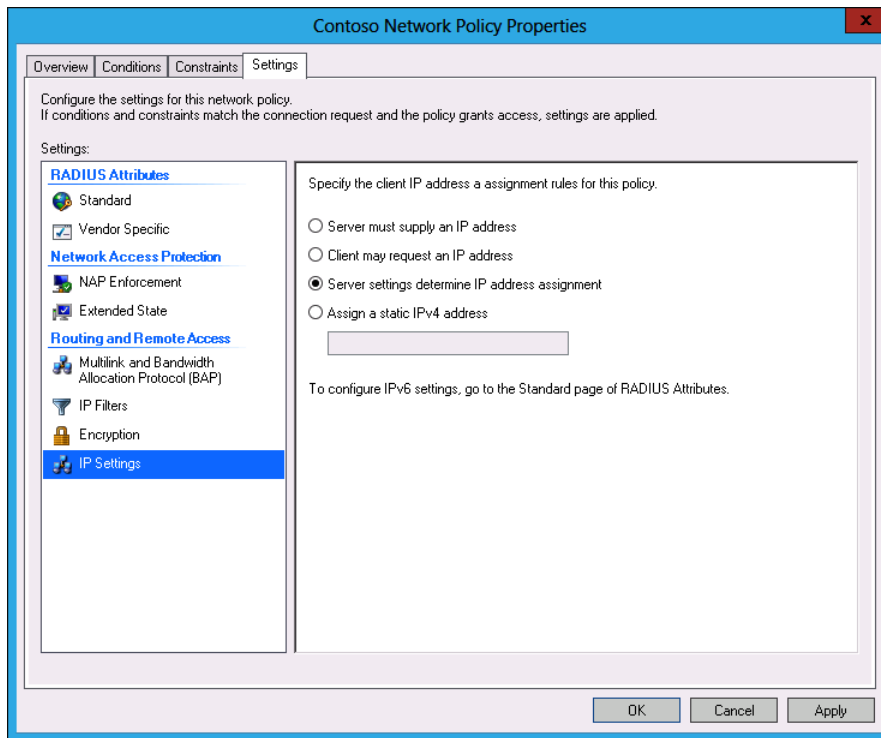 Contoso Network Policy Properties
x
Overview
Conditions
Constraints
Settings
Configure the settings for this network policy.
If conditions and constraints match the connection request and the policy grants access, settings are applied.
Settings:
RADIUS Attributes
Standard
Vendor Specific
Network Access Protection
NAP Enforcement
Extended State
Routing and Remote Access
Multilink and Bandwidth
Allocation Protocol (BAP)
IP Filters
Encryption
IP Settings
Specify the client IP address a assignment rules for this policy.
Server must supply an IP address
Client may request an IP address
Server settings determine IP address assignment
Assign a static IPv4 address
To configure IPv6 settings, go to the Standard page of RADIUS Attributes.
OK
Cancel
Apply